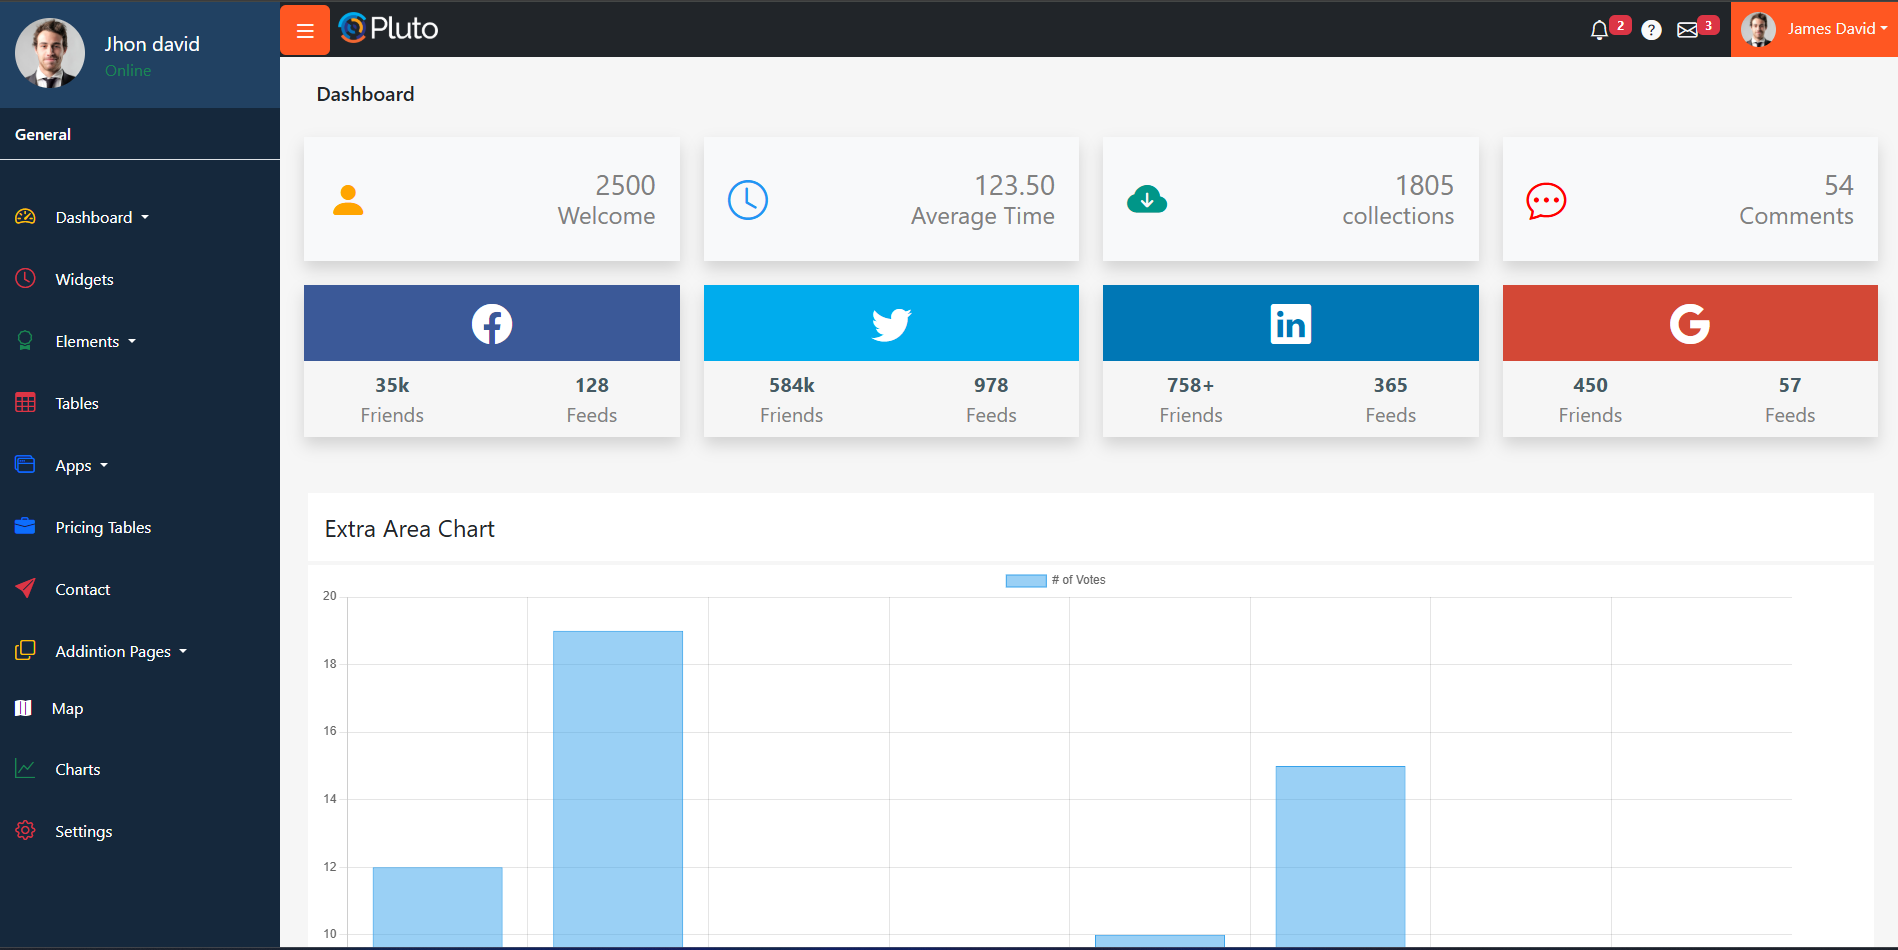 Jhon david
Online
General
Dashboard
Widgets
Elements
Tables
Apps
Pricing Tables
Contact
Addintion Pages
Map
Charts
Settings
Pluto
2
?
3
James David
Dashboard
2500
Welcome
123.50
Average Time
1805
collections
54
Comments
35k 128
Friends Feeds
584k 978
Friends Feeds
in
758+ 365
Friends Feeds
G
450 57
Friends Feeds
Extra Area Chart
# of Votes
20
18
16
14
12
10